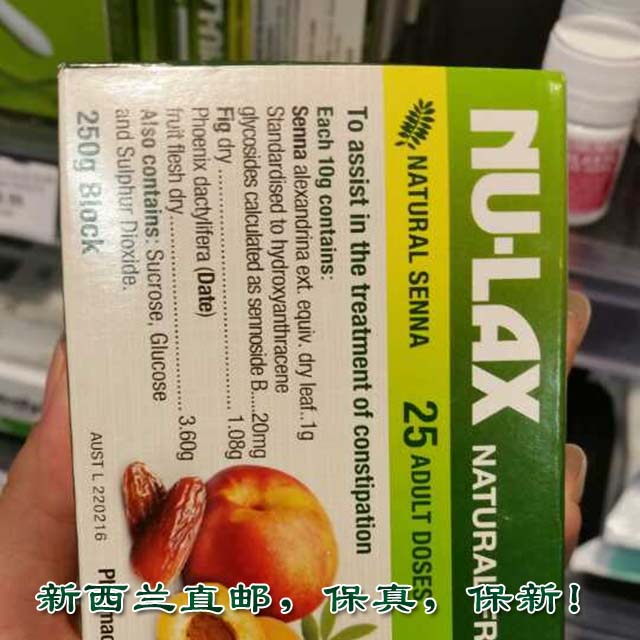 NU-LAX NATURAL
NATURAL SENNA 25 ADULT DOSES
To assist in the treatment of constipation
Each 10g contains:
Senna alexandrina ext. equiv. dry leaf..1g
Standardised to hydroxyanthracene
glycosides calculated as sennoside B....20mg
Fig dry ........................ 1.08g
Phoenix dactylifera (Date)
fruit flesh dry........................ 3.60g
Also contains: Sucrose, Glucose
and Sulphur Dioxide.
250g Block
AUST L 220216
新西兰直邮，保真，保新！